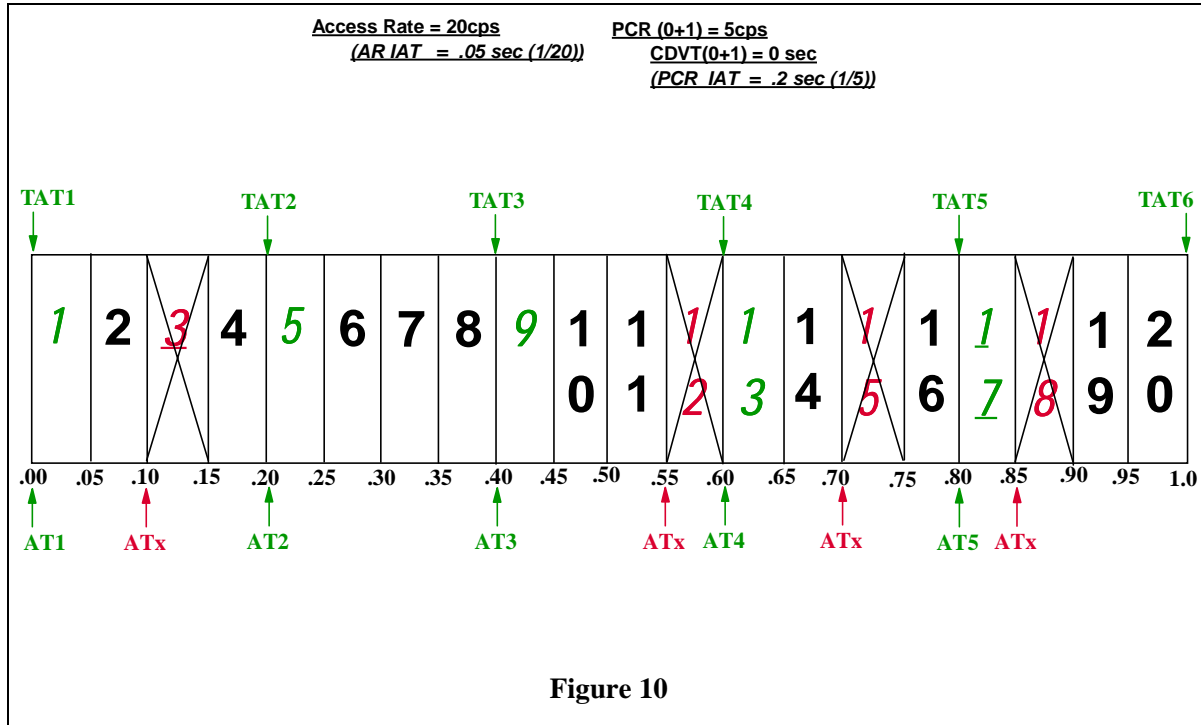 Access Rate = 20cps PCR (0+1) = 5cps
(AR IAT = .05 sec (1/20)) CDVT(0+1) = 0 sec
(PCR IAT = .2 sec (1/5))
TAT1 TAT2 TAT3 TAT4 TAT5 TAT6
1 2 3 4 5 6 7 8 9 1 1 1 1 1 1 1 1 1 1 2
0 1 2 3 4 5 6 7 8 9 0
.00 .05 .10 .15 .20 .25 .30 .35 .40 .45 .50 .55 .60 .65 .70 .75 .80 .85 .90 .95 1.0
AT1 ATx AT2 AT3 ATx AT4 ATx AT5 ATx
Figure 10